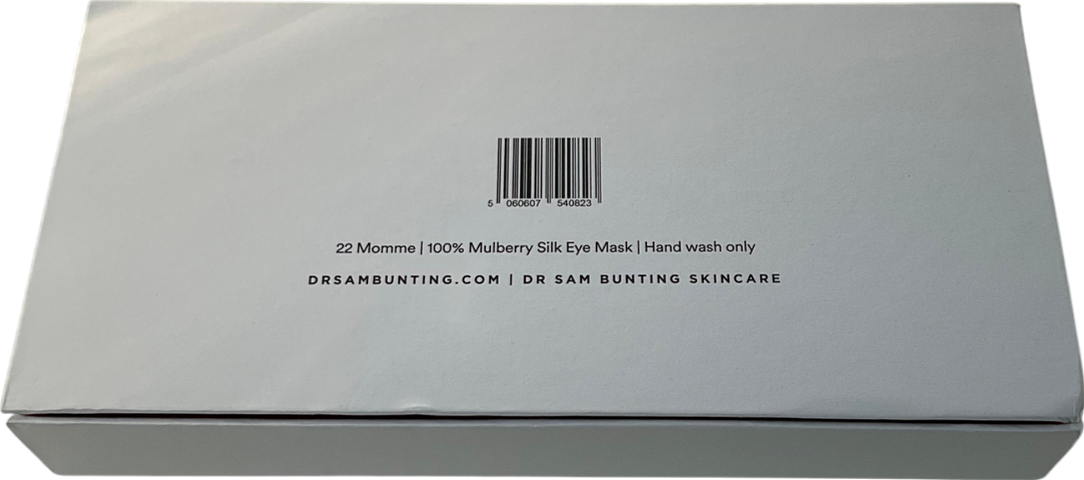 5 060607 540823
22 Momme | 100% Mulberry Silk Eye Mask | Hand wash only
DRSAMBUNTING.COM | DR SAM BUNTING SKINCARE